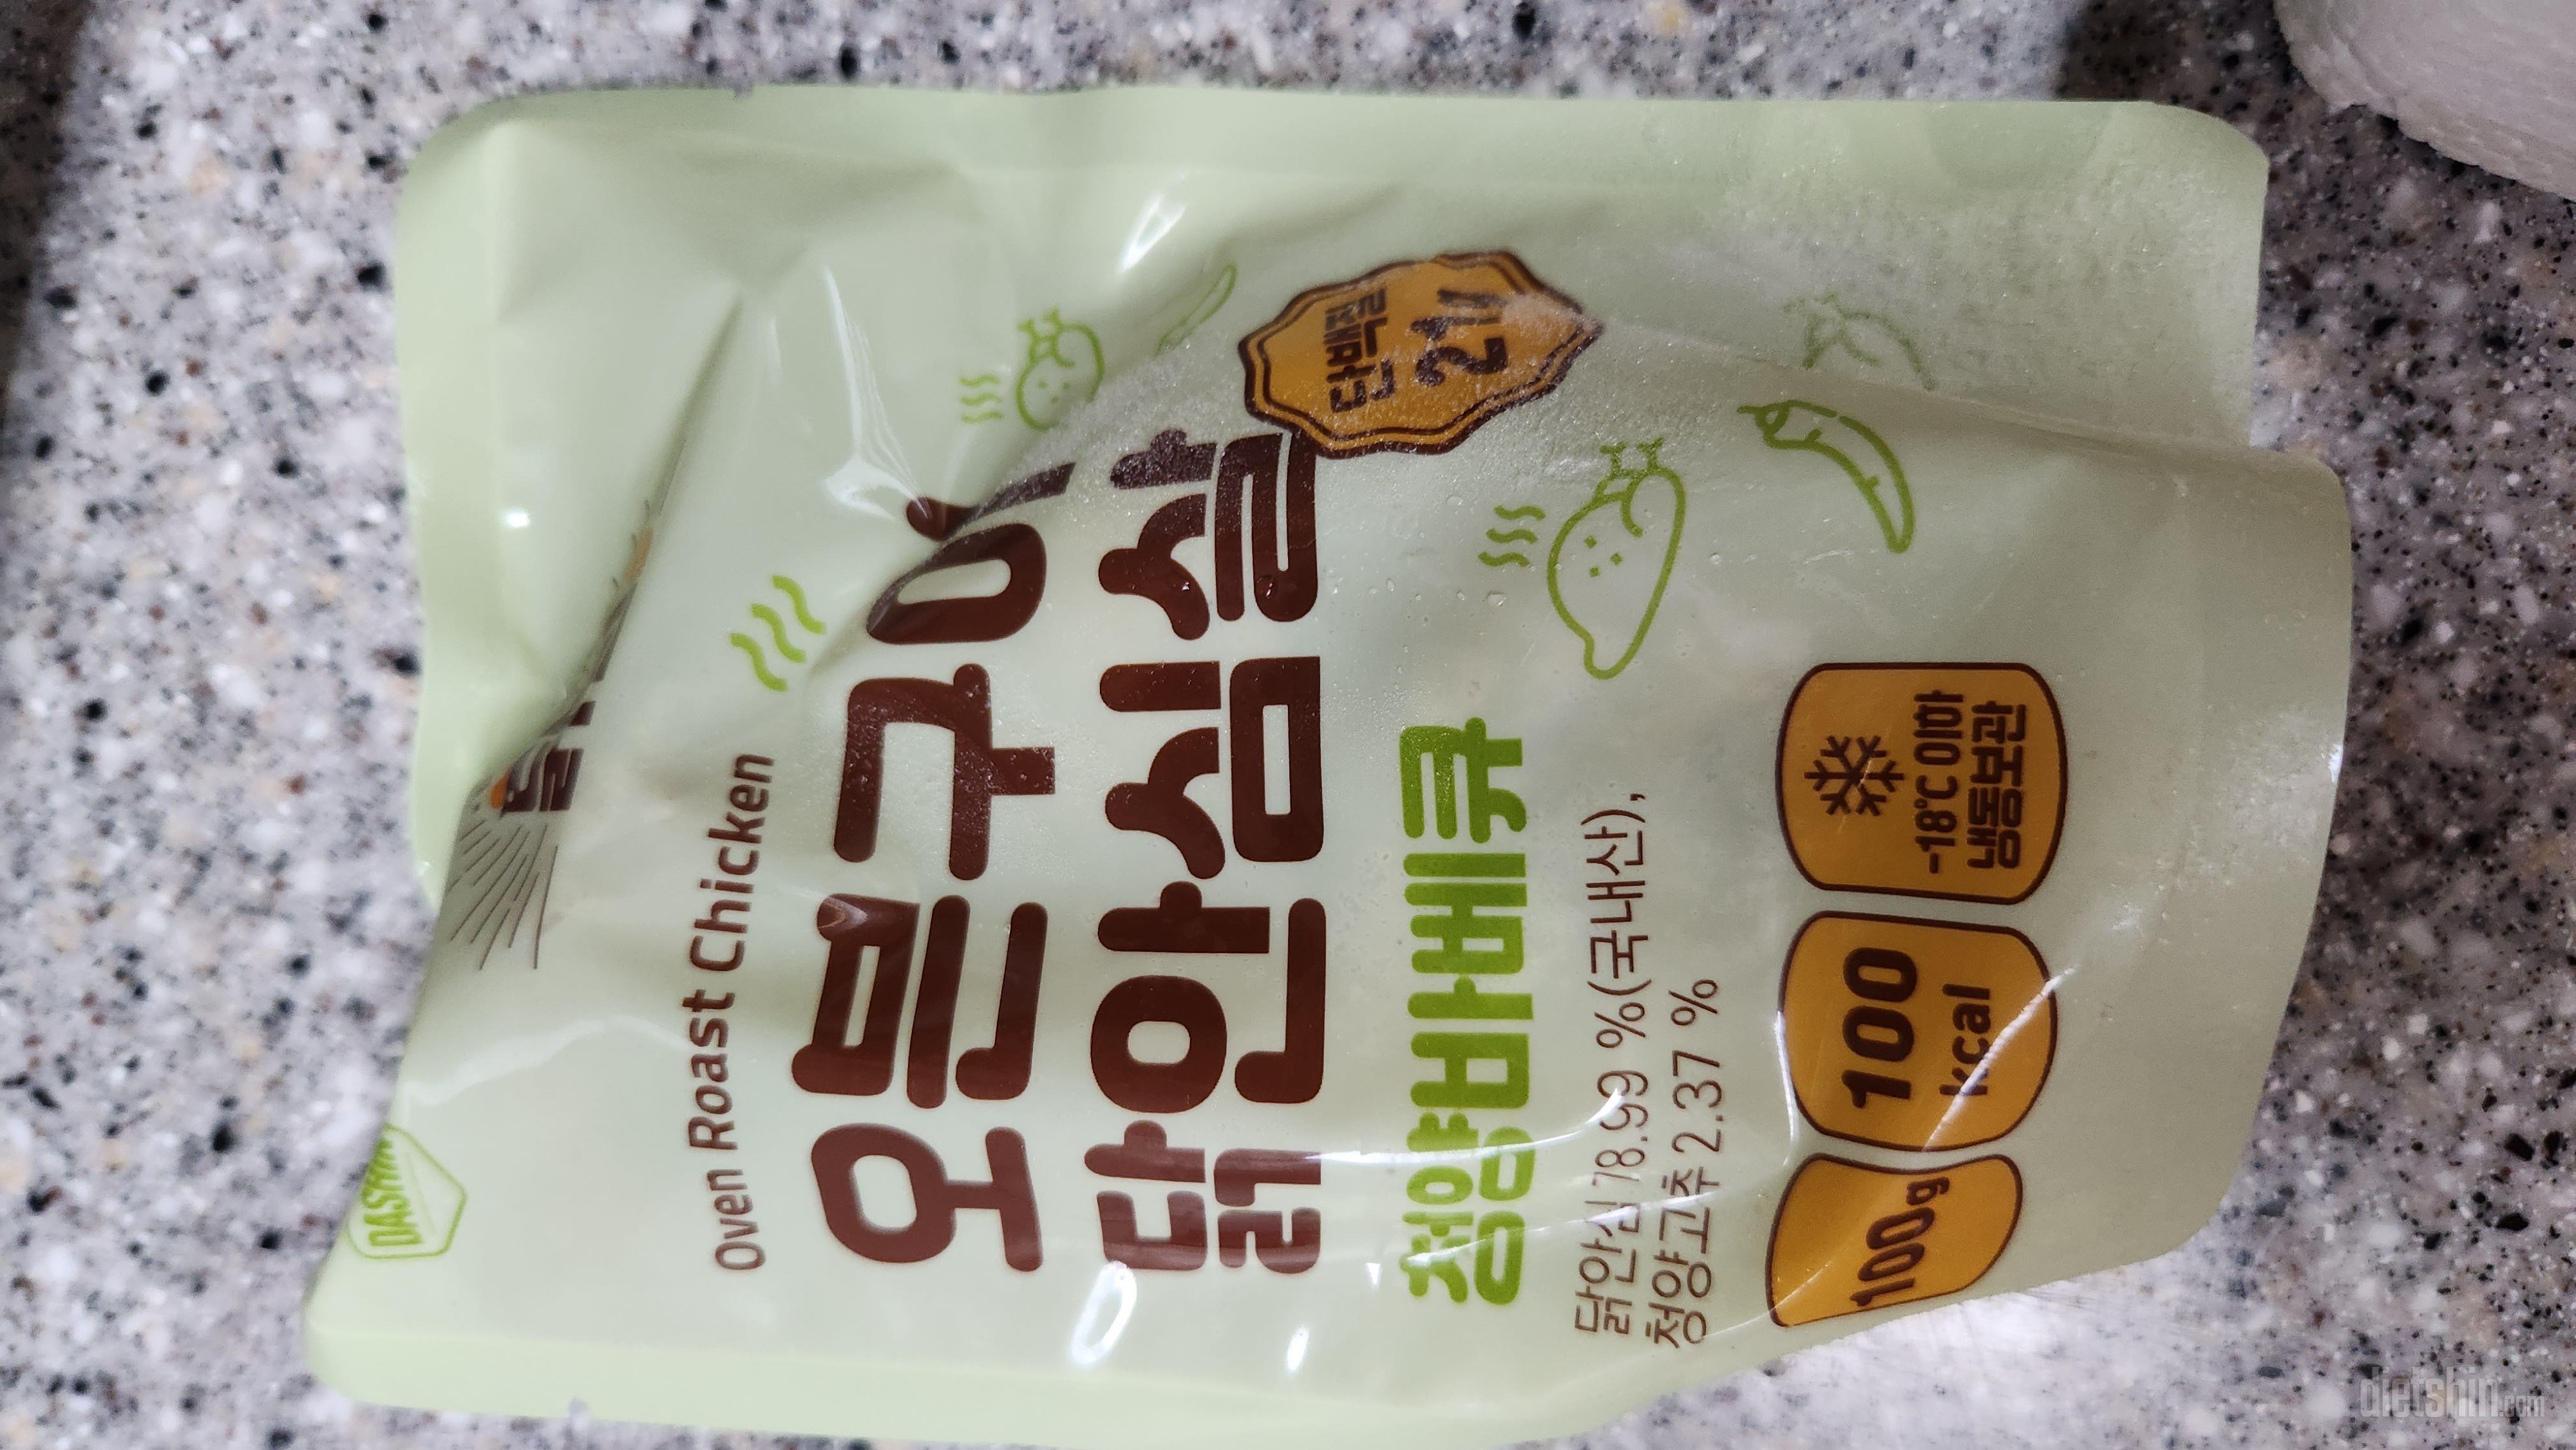 DASHIN
Oven Roast Chicken
오븐구이
닭안심살
단백질
21g
청양바베큐
닭안심 78.99 %(국내산),
청양고추 2.37 %
100g
100
kcal
-18℃ 이하
냉동보관
dietshin.com